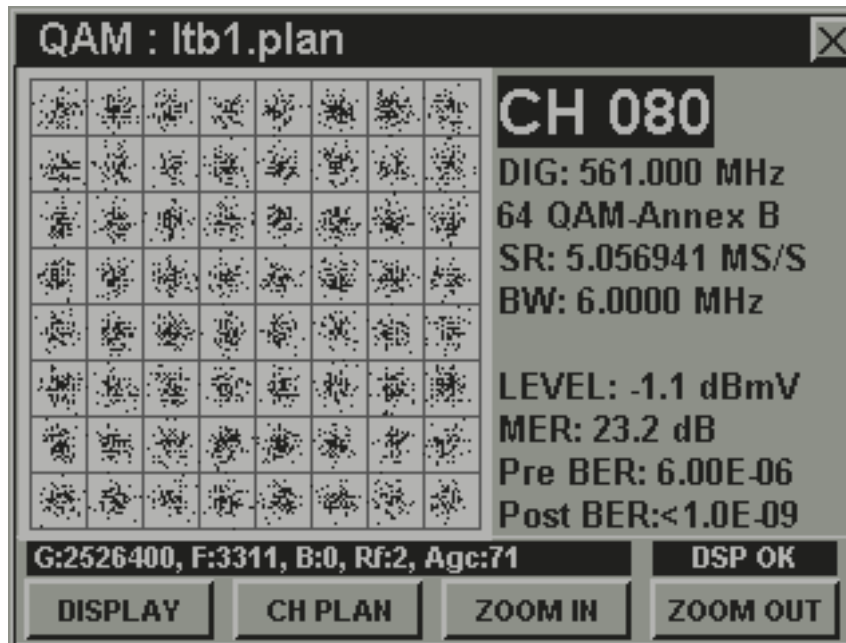 QAM : ltb1.plan
CH 080
DIG: 561.000 MHz
64 QAM-Annex B
SR: 5.056941 MS/S
BW: 6.0000 MHz
LEVEL: -1.1 dBmV
MER: 23.2 dB
Pre BER: 6.00E-06
Post BER:<1.0E-09
G:2526400, F:3311, B:0, Rf:2, Agc:71
DSP OK
DISPLAY
CH PLAN
ZOOM IN
ZOOM OUT